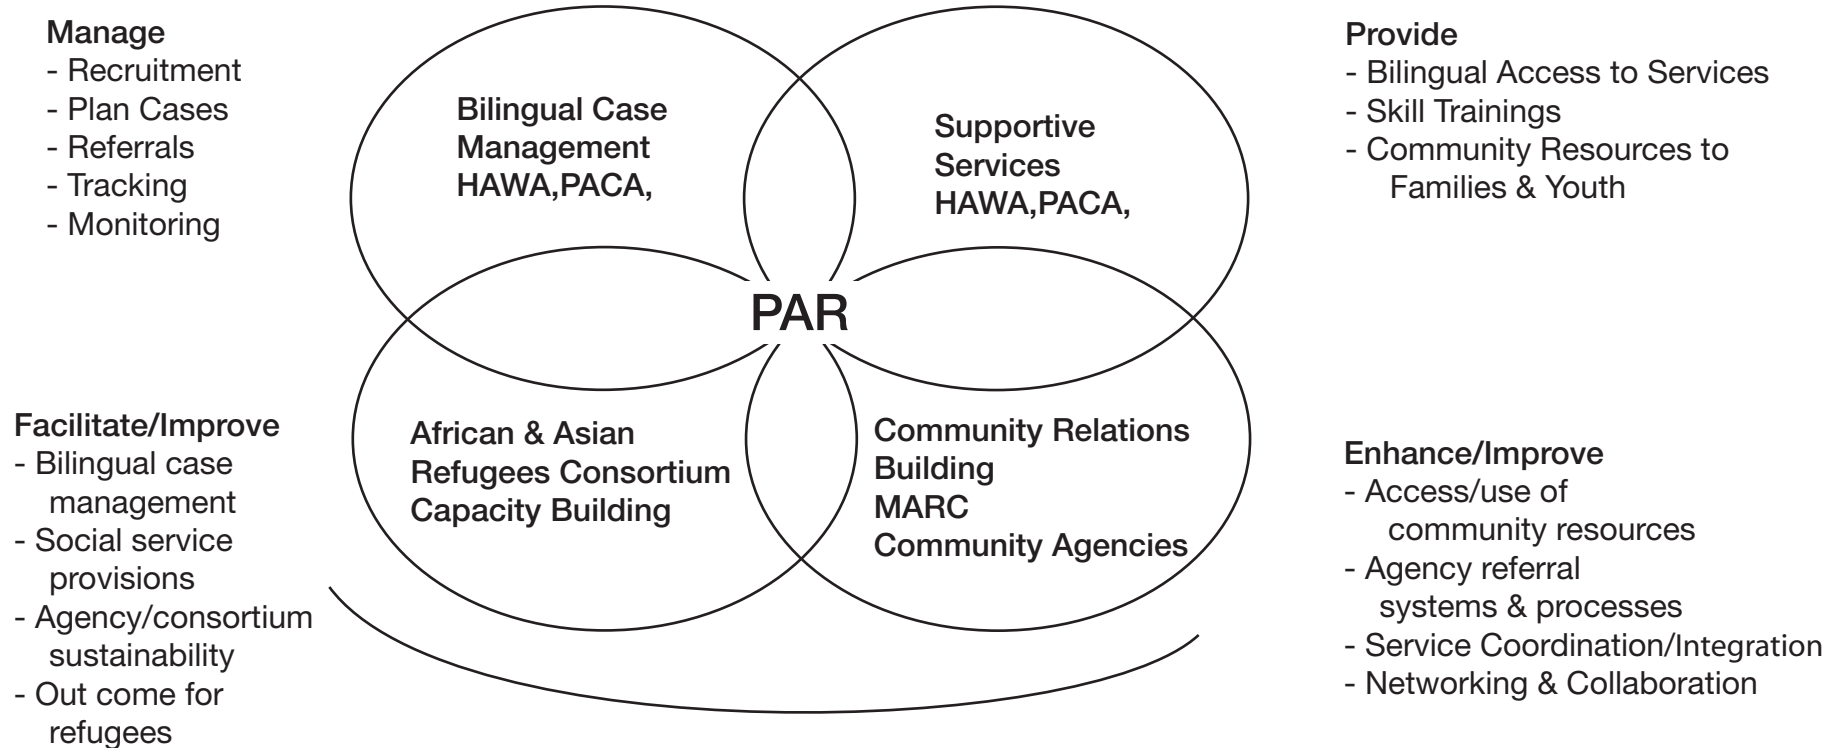 Manage
- Recruitment
- Plan Cases
- Referrals
- Tracking
- Monitoring
Bilingual Case
Management
HAWA,PACA,
Supportive
Services
HAWA,PACA,
Provide
- Bilingual Access to Services
- Skill Trainings
- Community Resources to
Families & Youth
PAR
Facilitate/Improve
- Bilingual case
management
- Social service
provisions
- Agency/consortium
sustainability
- Out come for
refugees
African & Asian
Refugees Consortium
Capacity Building
Community Relations
Building
MARC
Community Agencies
Enhance/Improve
- Access/use of
community resources
- Agency referral
systems & processes
- Service Coordination/Integration
- Networking & Collaboration